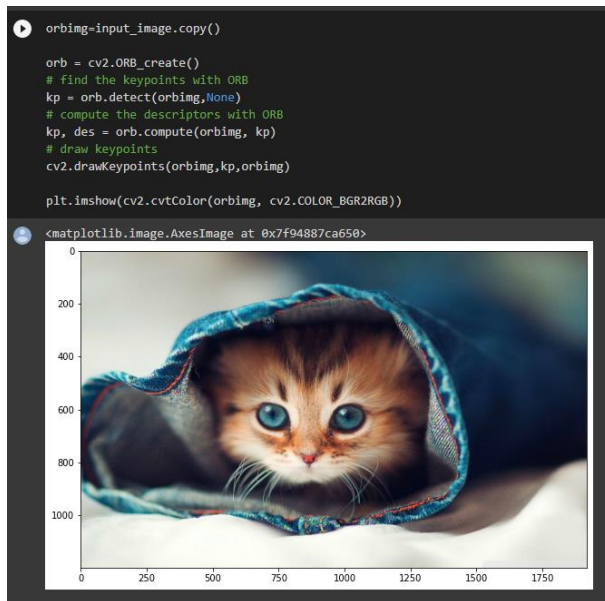 orbimg=input_image.copy()
orb = cv2.ORB_create()
# find the keypoints with ORB
kp = orb.detect(orbimg,None)
# compute the descriptors with ORB
kp, des = orb.compute(orbimg, kp)
# draw keypoints
cv2.drawKeypoints(orbimg,kp,orbimg)
plt.imshow(cv2.cvtColor(orbimg, cv2.COLOR_BGR2RGB))
<matplotlib.image.AxesImage at 0x7f94887ca650>
0
200
400
600
800
1000
0 250 500 750 1000 1250 1500 1750